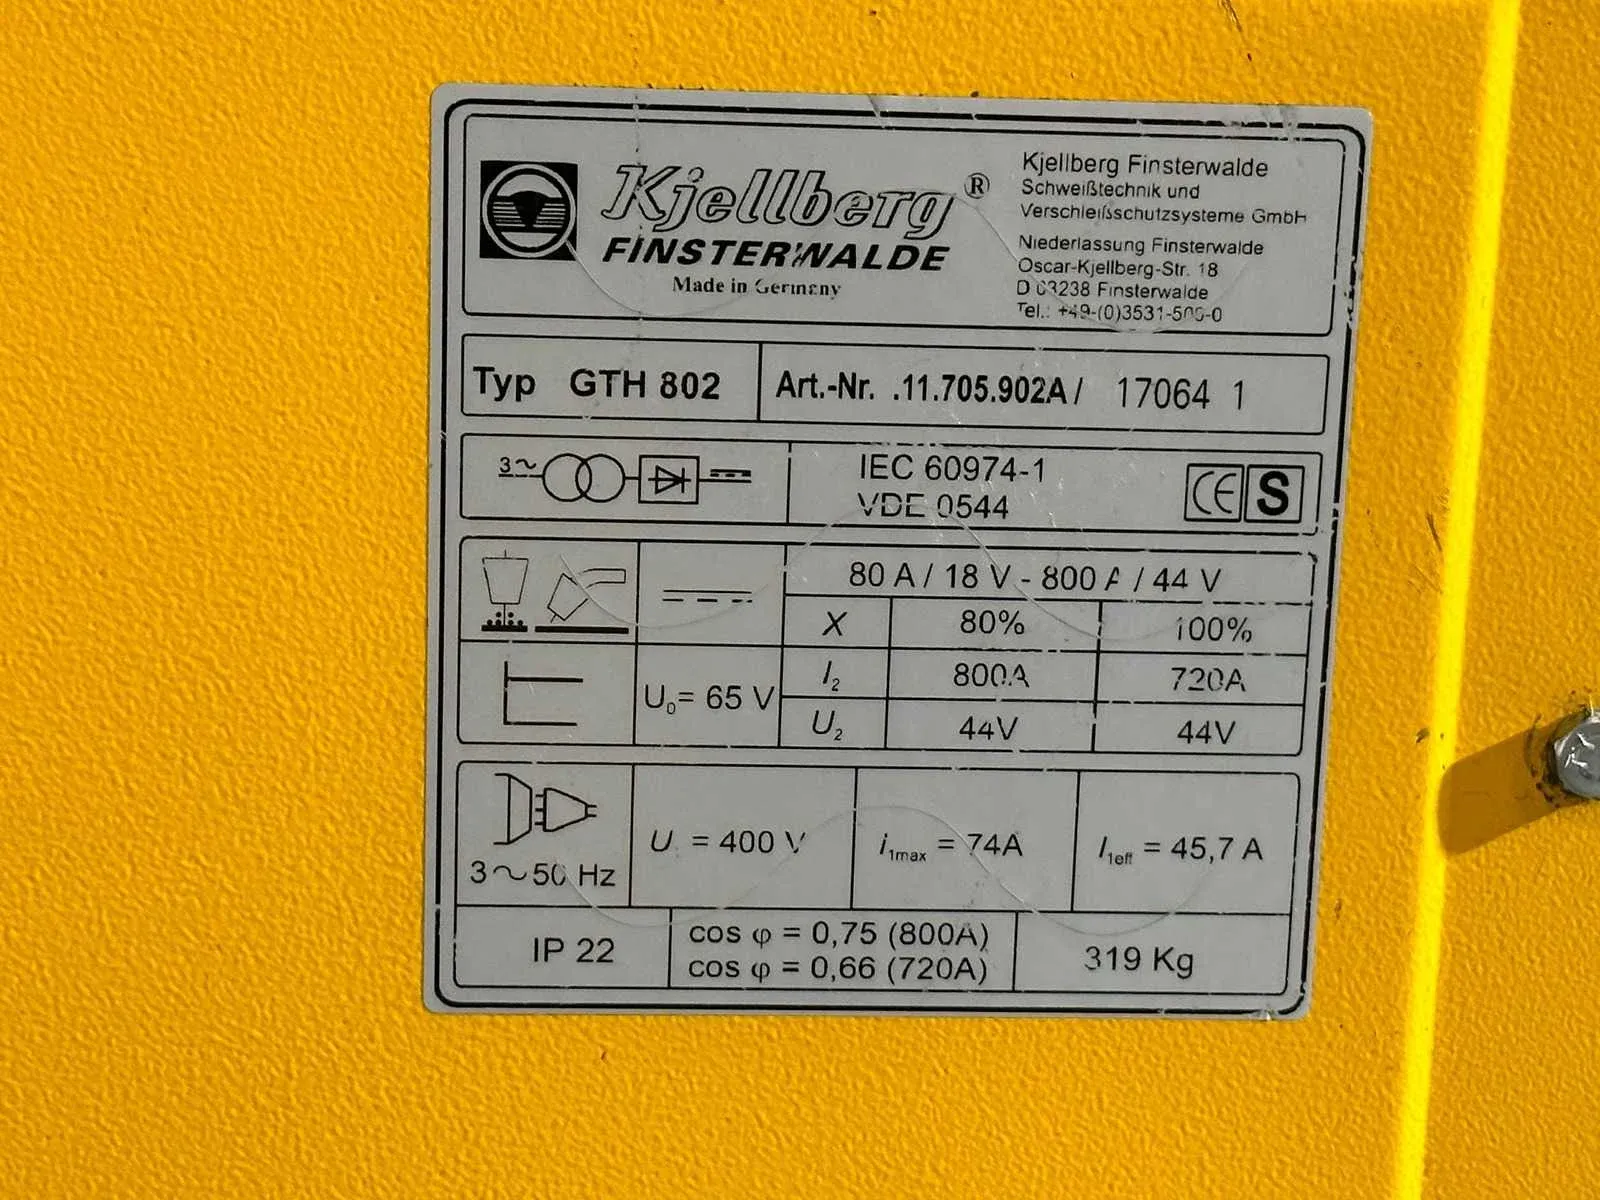 Kjellberg®
FINSTERWALDE
Made in Germany
Kjellberg Finsterwalde
Schweißtechnik und
Verschleißschutzsysteme GmbH
Niederlassung Finsterwalde
Oscar-Kjellberg-Str. 18
D 03238 Finsterwalde
Tel.:
Typ GTH 802
Art.-Nr. .11.705.902A/ 17064 1
3~
IEC 60974-1
VDE 0544
CE S
80 A / 18 V - 800 A / 44 V
X 80% 100%
U₀= 65 V
I₂ 800A 720A
U₂ 44V 44V
3~50 Hz
U = 400 V
I₁max = 74A
I₁eff = 45,7 A
IP 22
cos φ = 0,75 (800A)
cos φ = 0,66 (720A)
319 Kg